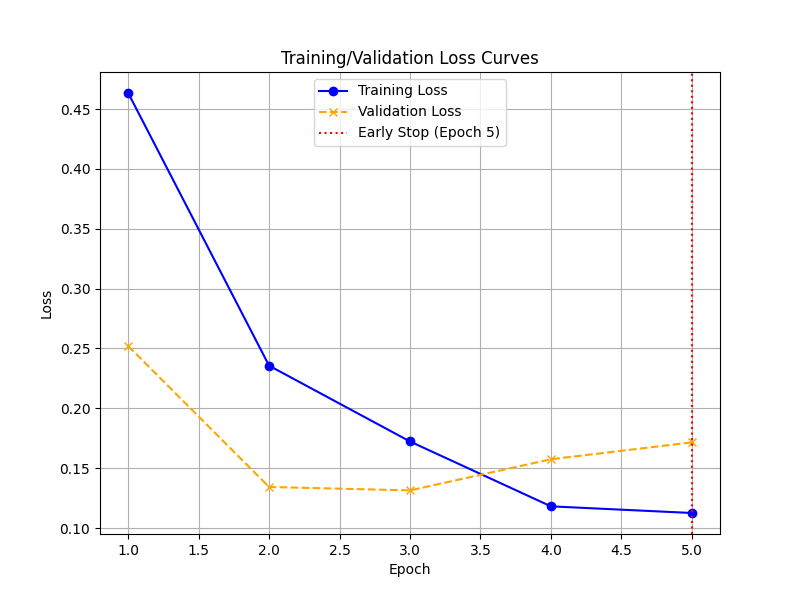 Training/Validation Loss Curves
Training Loss
Validation Loss
Early Stop (Epoch 5)
Loss
0.45
0.40
0.35
0.30
0.25
0.20
0.15
0.10
1.0 1.5 2.0 2.5 3.0 3.5 4.0 4.5 5.0
Epoch